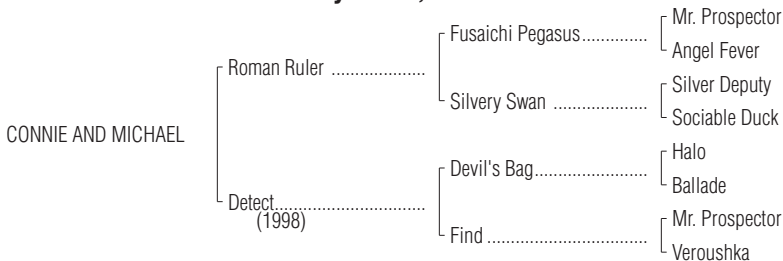 Mr. Prospector
Fusaichi Pegasus..............
Angel Fever
Roman Ruler ....................
Silver Deputy
Silvery Swan ....................
Sociable Duck
CONNIE AND MICHAEL
Halo
Devil's Bag........................
Ballade
Detect................................
(1998)
Mr. Prospector
Find ..................................
Veroushka